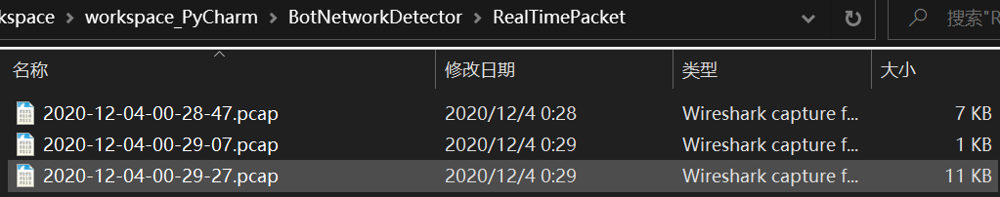 kspace > workspace_PyCharm > BotNetworkDetector > RealTimePacket 搜索"R
名称 修改日期 类型 大小
2020-12-04-00-28-47.pcap 2020/12/4 0:28 Wireshark capture f... 7 KB
2020-12-04-00-29-07.pcap 2020/12/4 0:29 Wireshark capture f... 1 KB
2020-12-04-00-29-27.pcap 2020/12/4 0:29 Wireshark capture f... 11 KB